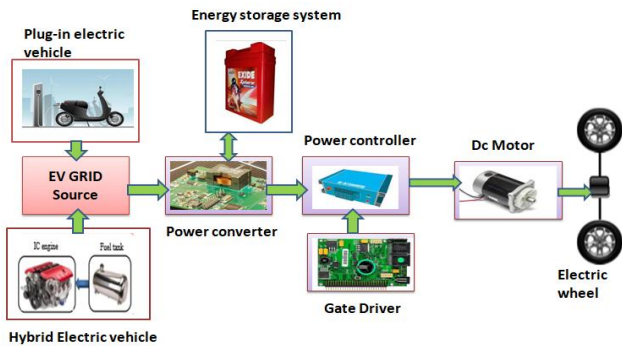 Energy storage system
Plug-in electric
vehicle
EXIDE
Power controller
Dc Motor
EV GRID
Source
Power converter
IC engine
Fuel tank
Gate Driver
Electric
wheel
Hybrid Electric vehicle